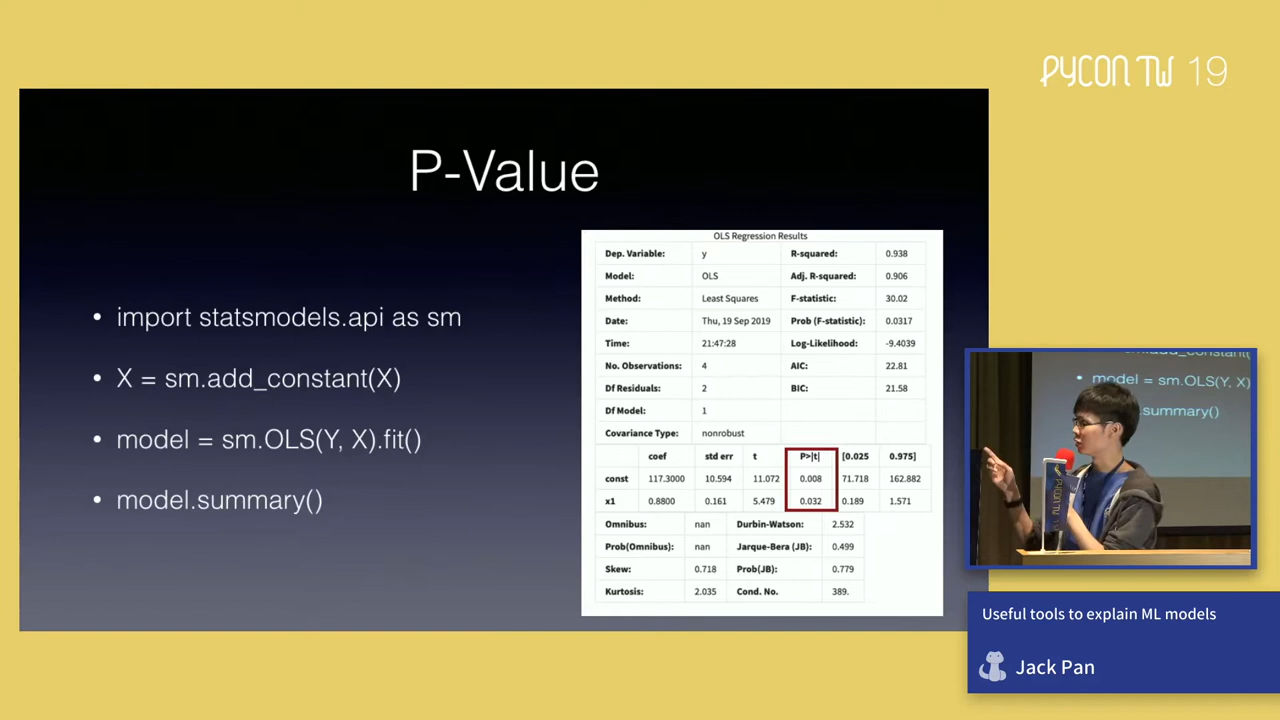 PYCON TW 19
P-Value
• import statsmodels.api as sm
• X = sm.add_constant(X)
• model = sm.OLS(Y, X).fit()
• model.summary()
OLS Regression Results
Dep. Variable: y R-squared: 0.938
Model: OLS Adj. R-squared: 0.906
Method: Least Squares F-statistic: 30.02
Date: Thu, 19 Sep 2019 Prob (F-statistic): 0.0317
Time: 21:47:28 Log-Likelihood: -9.4039
No. Observations: 4 AIC: 22.81
Df Residuals: 2 BIC: 21.58
Df Model: 1
Covariance Type: nonrobust
coef std err t P>|t| [0.025 0.975]
const 117.3000 10.594 11.072 0.008 71.718 162.882
x1 0.8800 0.161 5.479 0.032 0.189 1.571
Omnibus: nan Durbin-Watson: 2.532
Prob(Omnibus): nan Jarque-Bera (JB): 0.499
Skew: 0.718 Prob(JB): 0.779
Kurtosis: 2.035 Cond. No. 389.
add_constant(
• model = sm.OLS(Y, X)
.summary()
PYCON TW
Useful tools to explain ML models
Jack Pan